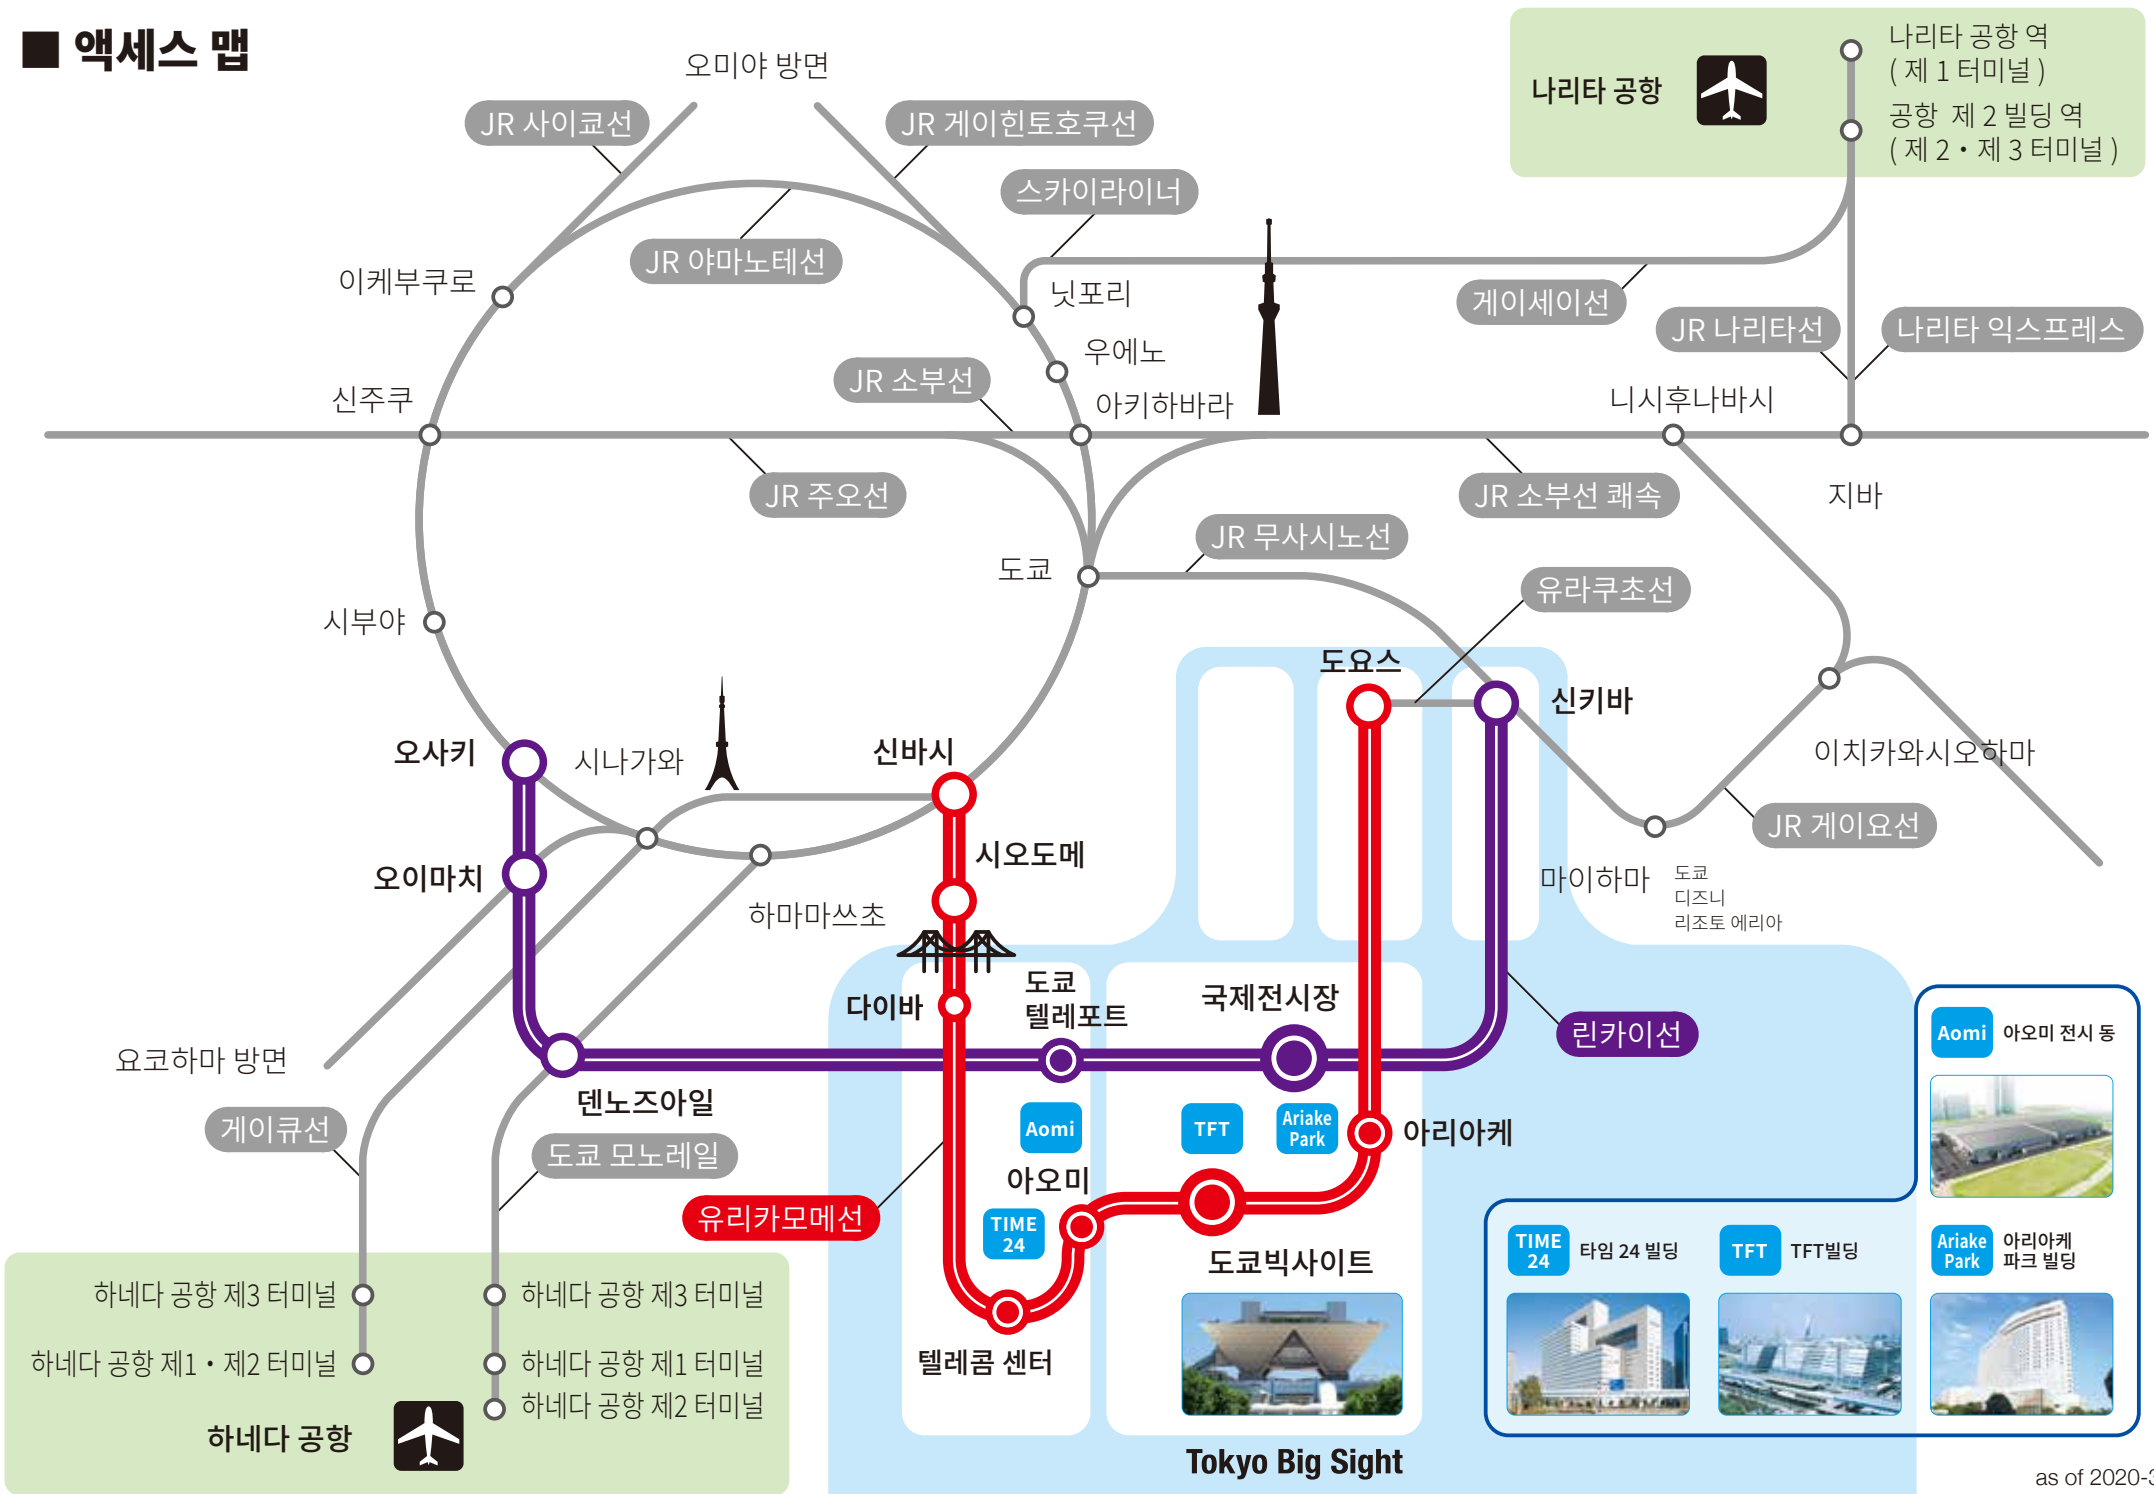 ■ 액세스 맵
오미야 방면
JR 사이쿄선
JR 게이힌토호쿠선
스카이라이너
JR 야마노테선
나리타 공항
나리타 공항 역
( 제 1 터미널 )
공항 제 2 빌딩 역
( 제 2・제 3 터미널 )
이케부쿠로
닛포리
게이세이선
JR 나리타선
나리타 익스프레스
우에노
JR 소부선
신주쿠
아키하바라
니시후나바시
JR 주오선
JR 소부선 쾌속
지바
JR 무사시노선
도쿄
유라쿠초선
시부야
도요스
신키바
오사키
시나가와
신바시
이치카와시오하마
JR 게이요선
오이마치
시오도메
마이하마
도쿄
디즈니
리조토 에리아
하마마쓰초
다이바
도쿄
텔레포트
국제전시장
린카이선
요코하마 방면
덴노즈아일
게이큐선
도쿄 모노레일
Aomi
TFT
Ariake
Park
아리아케
아오미
유리카모메선
TIME
24
도쿄빅사이트
텔레콤 센터
Tokyo Big Sight
Aomi
아오미 전시 동
TIME
24
타임 24 빌딩
TFT
TFT빌딩
Ariake
Park
아리아케
파크 빌딩
하네다 공항 제3 터미널
하네다 공항 제3 터미널
하네다 공항 제1・제2 터미널
하네다 공항 제1 터미널
하네다 공항 제2 터미널
하네다 공항
as of 2020-3